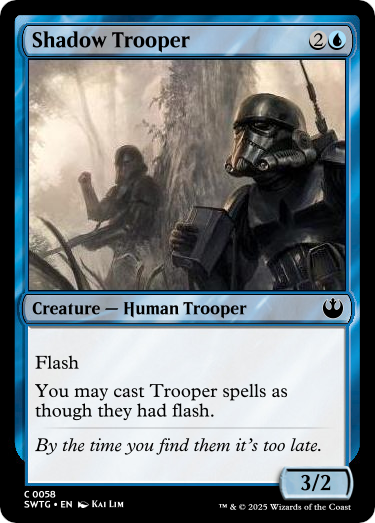 Shadow Trooper 2
Creature — Human Trooper
Flash
You may cast Trooper spells as
though they had flash.
By the time you find them it's too late.
3/2
C 0058
SWTG • EN Kai Lim
™ & © 2025 Wizards of the Coast